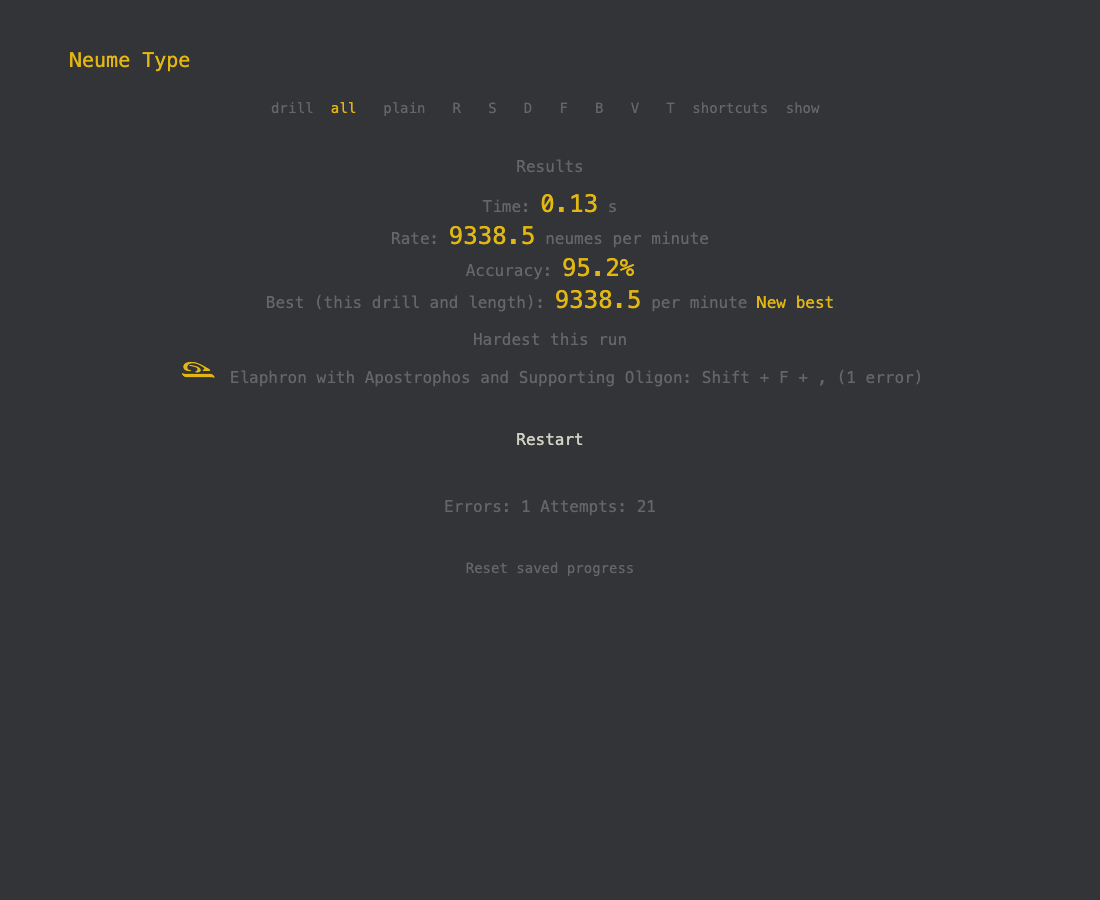 Neume Type
drill all plain R S D F B V T shortcuts show
Results
Time: 0.13 s
Rate: 9338.5 neumes per minute
Accuracy: 95.2%
Best (this drill and length): 9338.5 per minute New best
Hardest this run
Elaphron with Apostrophos and Supporting Oligon: Shift + F + , (1 error)
Restart
Errors: 1 Attempts: 21
Reset saved progress